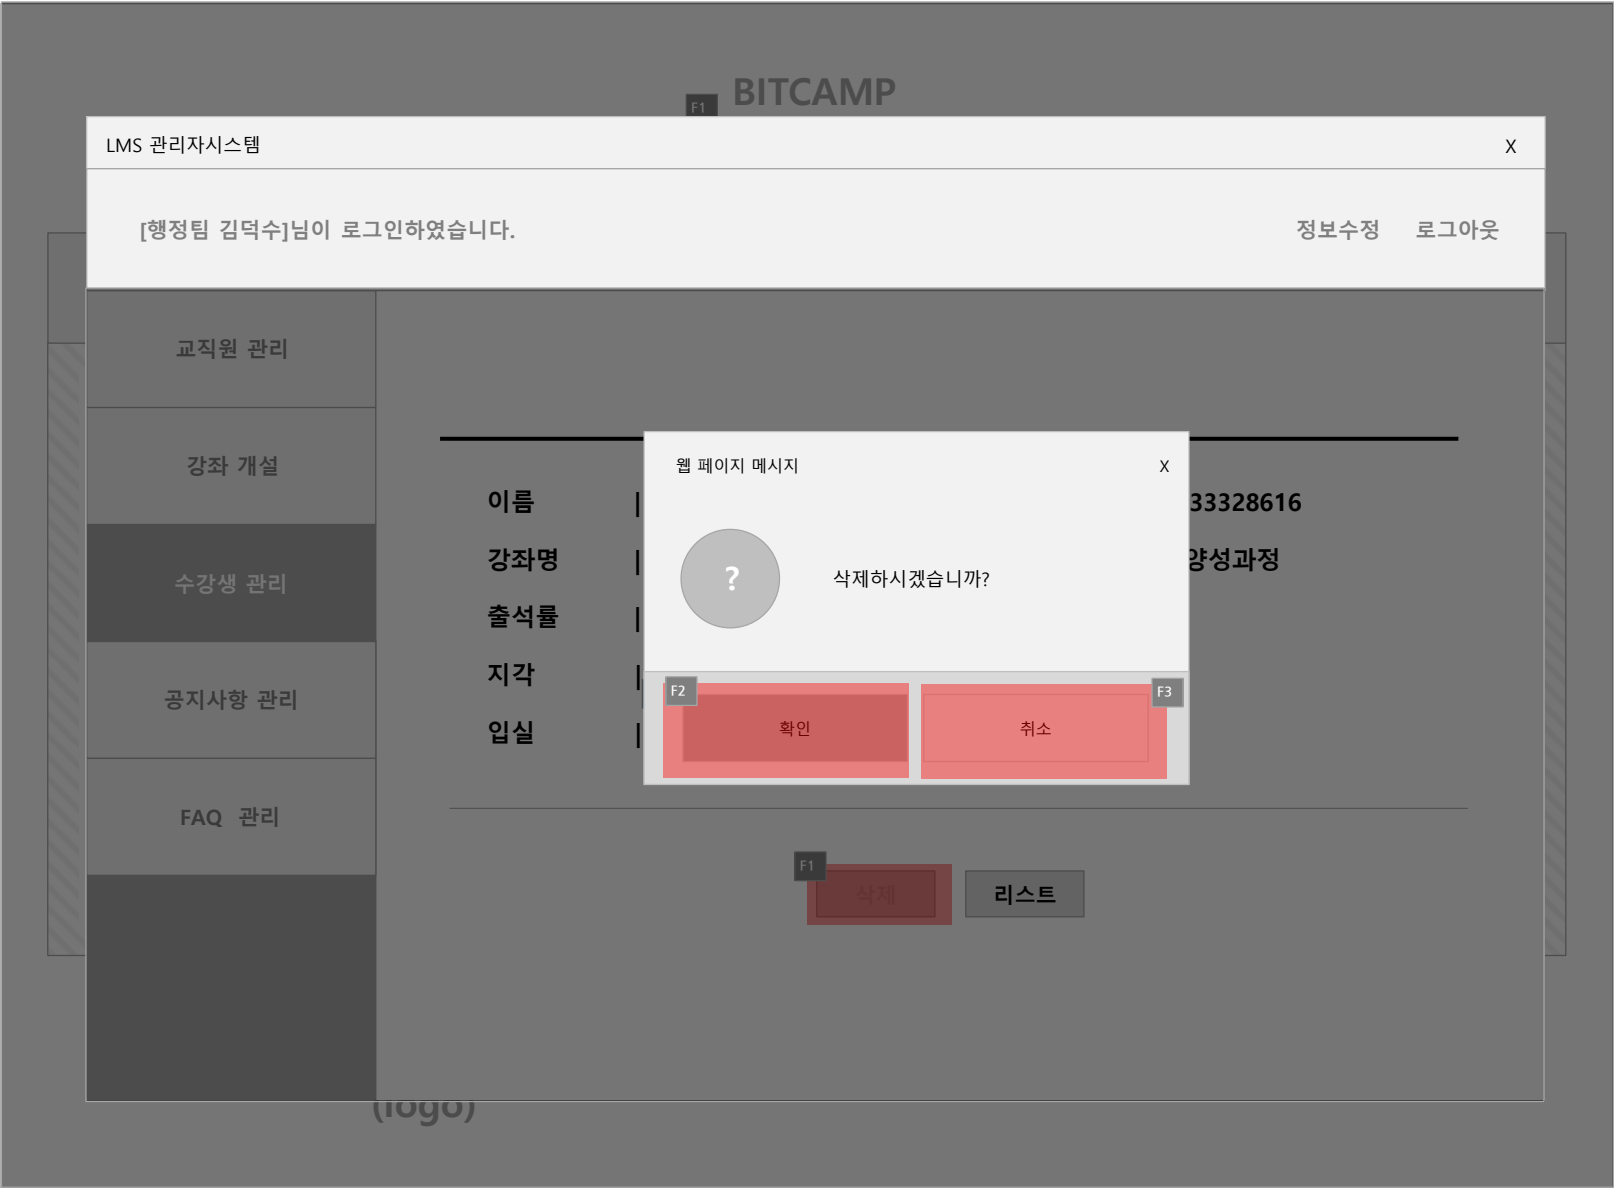 BITCAMP
F1
LMS 관리자시스템
X
[행정팀 김덕수]님이 로그인하였습니다.
정보수정
로그아웃
교직원 관리
강좌 개설
수강생 관리
공지사항 관리
FAQ 관리
웹 페이지 메시지
X
이름 |
33328616
강좌명 |
양성과정
?
삭제하시겠습니까?
출석률 |
지각 |
입실 |
F2
확인
F3
취소
F1
삭제
리스트
(logo)